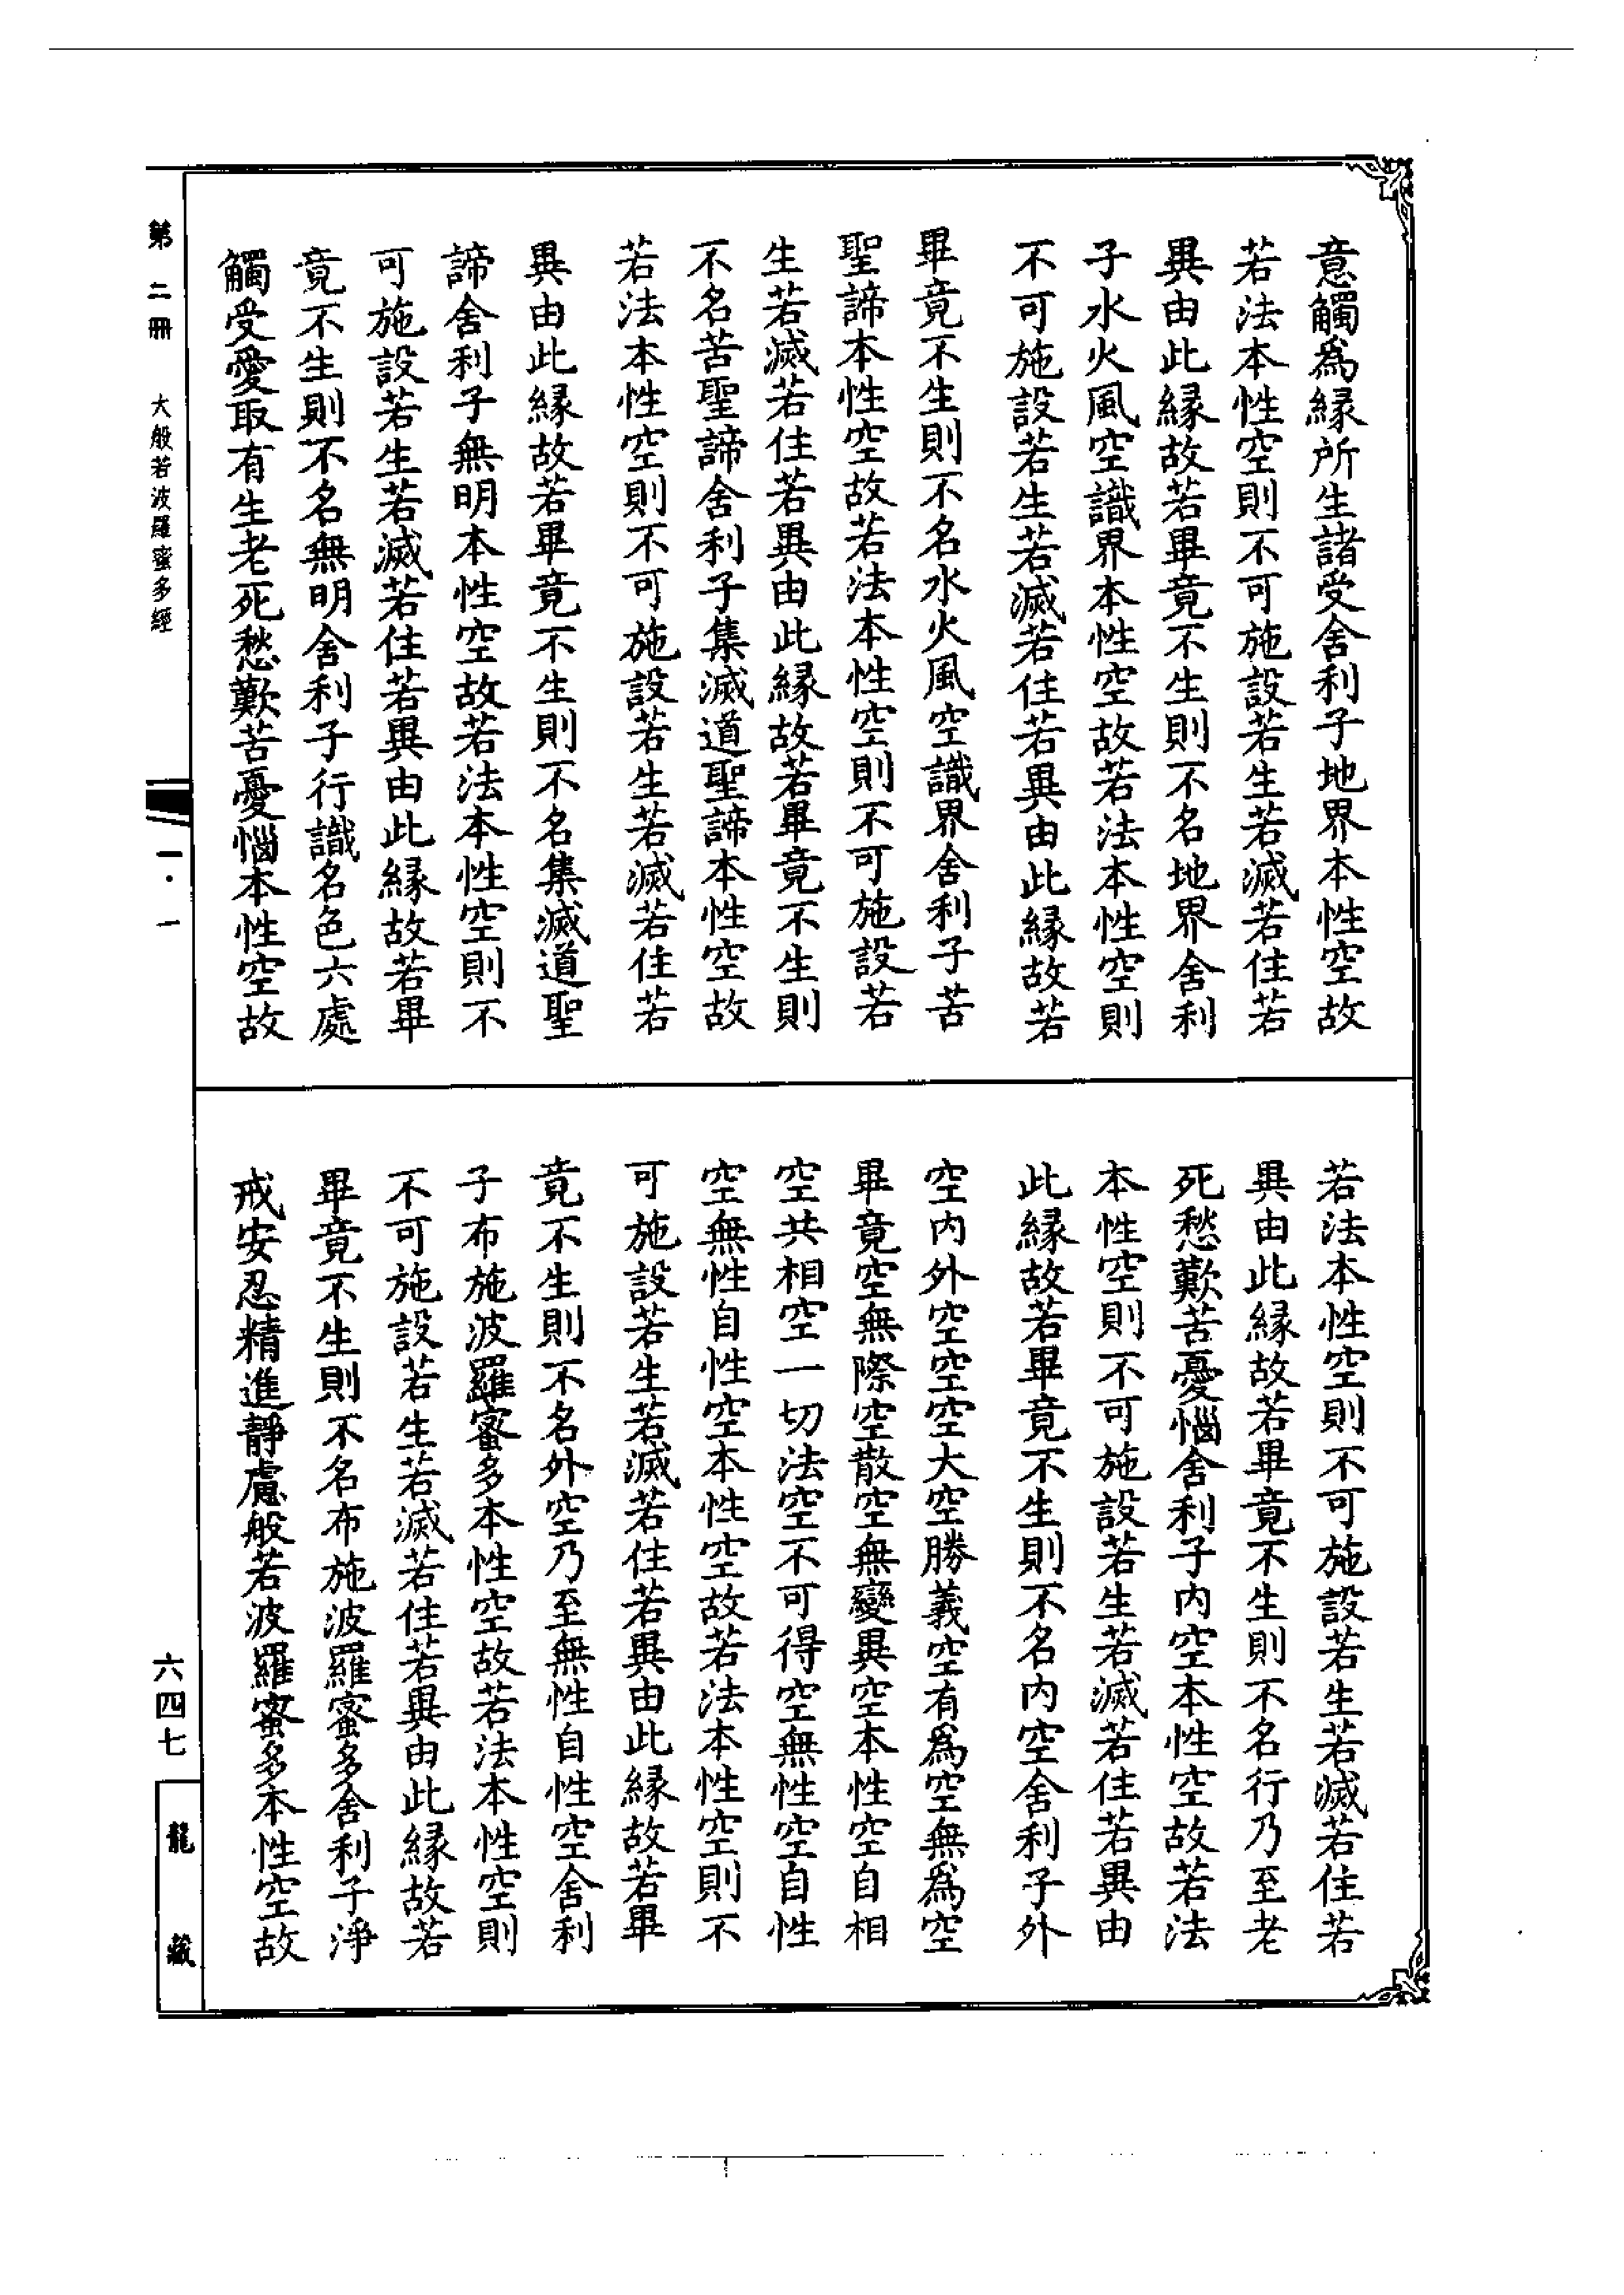 意觸爲縁所生諸受舍利子地界本性空故
若法本性空則不可施設若生若滅若住若
異由此縁故若畢竟不生則不名地界舍利
子水火風空識界本性空故若法本性空則
不可施設若生若滅若住若異由此縁故若
畢竟不生則不名水火風空識界舍利子苦
聖諦本性空故若法本性空則不可施設若
生若滅若住若異由此縁故若畢竟不生則
不名苦聖諦舍利子集滅道聖諦本性空故
若法本性空則不可施設若生若滅若住若
異由此縁故若畢竟不生則不名集滅道聖
諦舍利子無明本性空故若法本性空則不
可施設若生若滅若住若異由此縁故若畢
竟不生則不名無明舍利子行識名色六處
觸受愛取有生老死愁歎苦憂惱本性空故
若法本性空則不可施設若生若滅若住若
異由此縁故若畢竟不生則不名行乃至老
死愁歎苦憂惱舍利子内空本性空故若法
本性空則不可施設若生若滅若住若異由
此縁故若畢竟不生則不名内空舍利子外
空内外空空空大空勝義空有爲空無爲空
畢竟空無際空散空無變異空本性空自相
空共相空一切法空不可得空無性空自性
空無性自性空本性空故若法本性空則不
可施設若生若滅若住若異由此縁故若畢
竟不生則不名外空乃至無性自性空舍利
子布施波羅蜜多本性空故若法本性空則
不可施設若生若滅若住若異由此縁故若
畢竟不生則不名布施波羅蜜多舍利子淨
戒安忍精進靜慮般若波羅蜜多本性空故
第二冊 大般若波羅蜜多經 一·一
六四七 龍藏